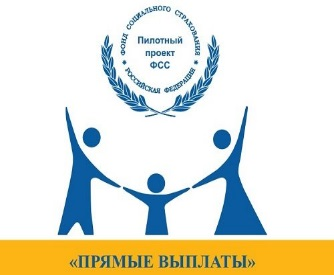 ФОНД СОЦИАЛЬНОГО СТРАХОВАНИЯ
Пилотный
проект
ФСС
* РОССИЙСКАЯ ФЕДЕРАЦИЯ *
«ПРЯМЫЕ ВЫПЛАТЫ»